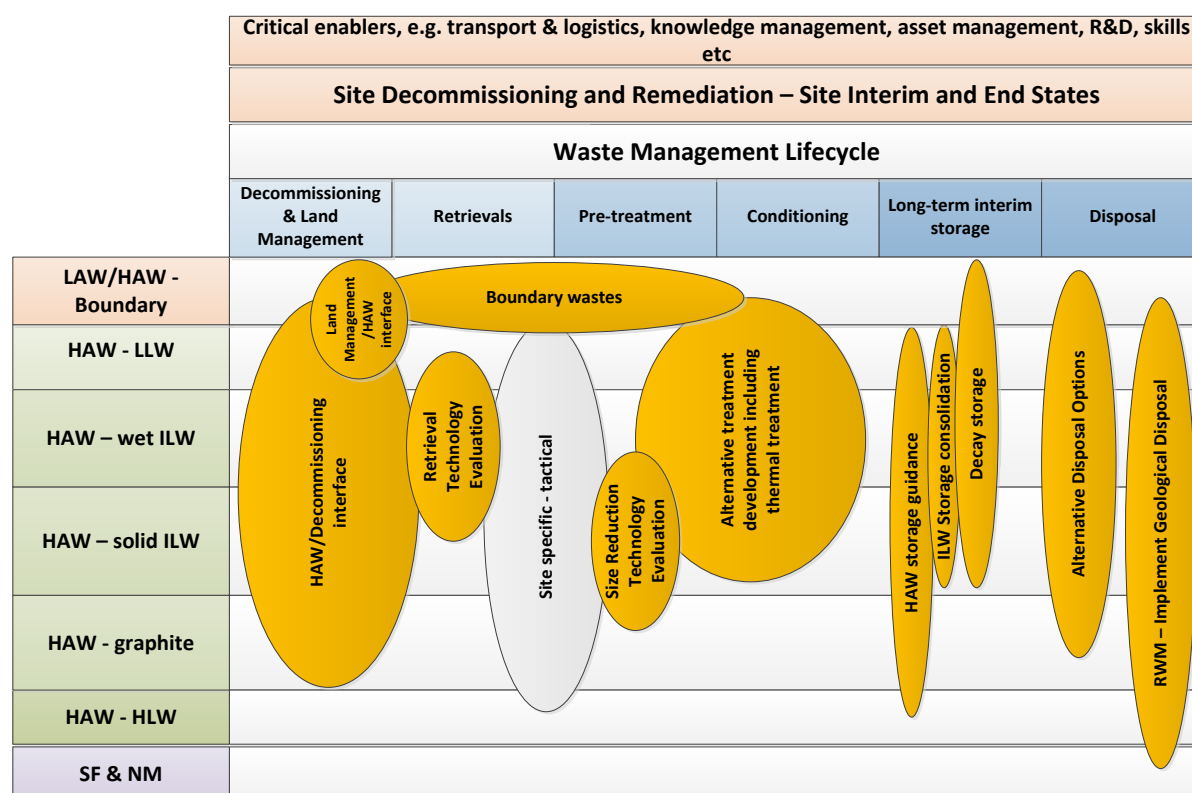 Critical enablers, e.g. transport & logistics, knowledge management, asset management, R&D, skills
etc
Site Decommissioning and Remediation – Site Interim and End States
Waste Management Lifecycle
Decommissioning
& Land
Management
Retrievals
Pre-treatment
Conditioning
Long-term interim
storage
Disposal
LAW/HAW -
Boundary
HAW - LLW
HAW – wet ILW
HAW – solid ILW
HAW - graphite
HAW - HLW
SF & NM
HAW/Decommissioning
interface
Land
Management
/HAW
interface
Boundary wastes
Retrieval
Technology
Evaluation
Site specific - tactical
Size Reduction
Technology
Evaluation
Alternative treatment
development including
thermal treatment
HAW storage guidance
ILW Storage consolidation
Decay storage
Alternative Disposal Options
RWM – Implement Geological Disposal